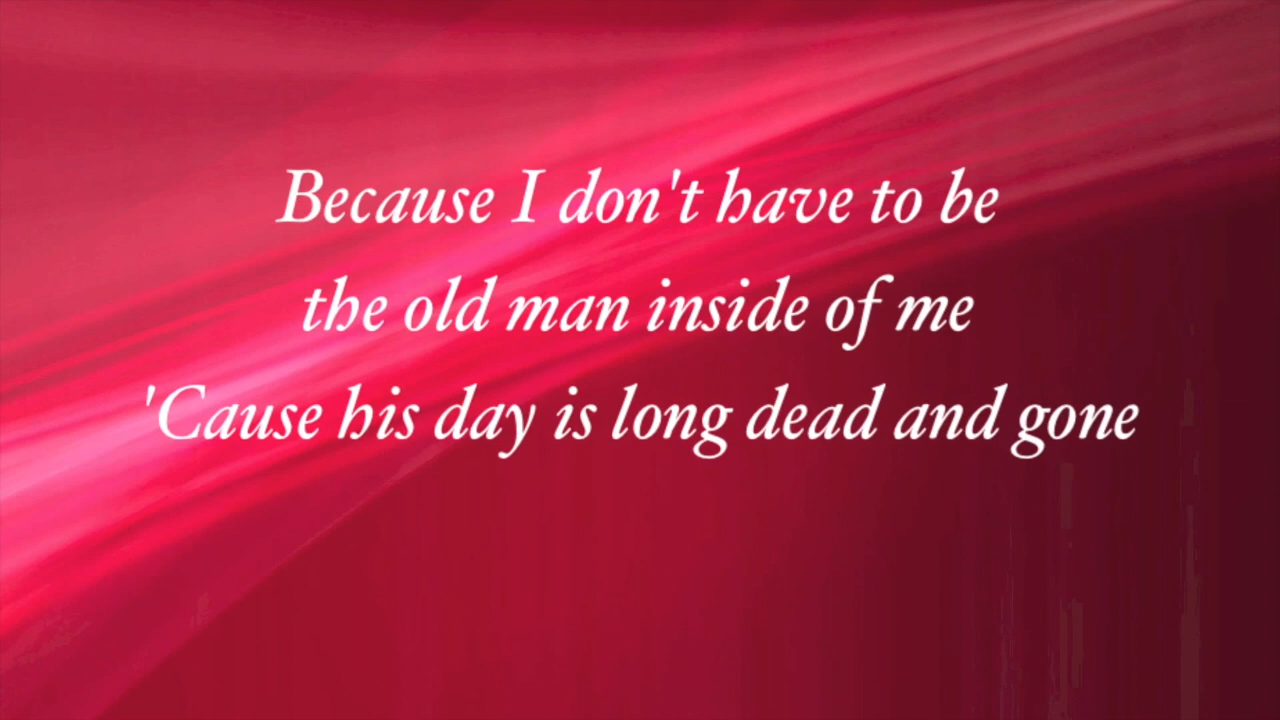 Because I don't have to be
the old man inside of me
'Cause his day is long dead and gone